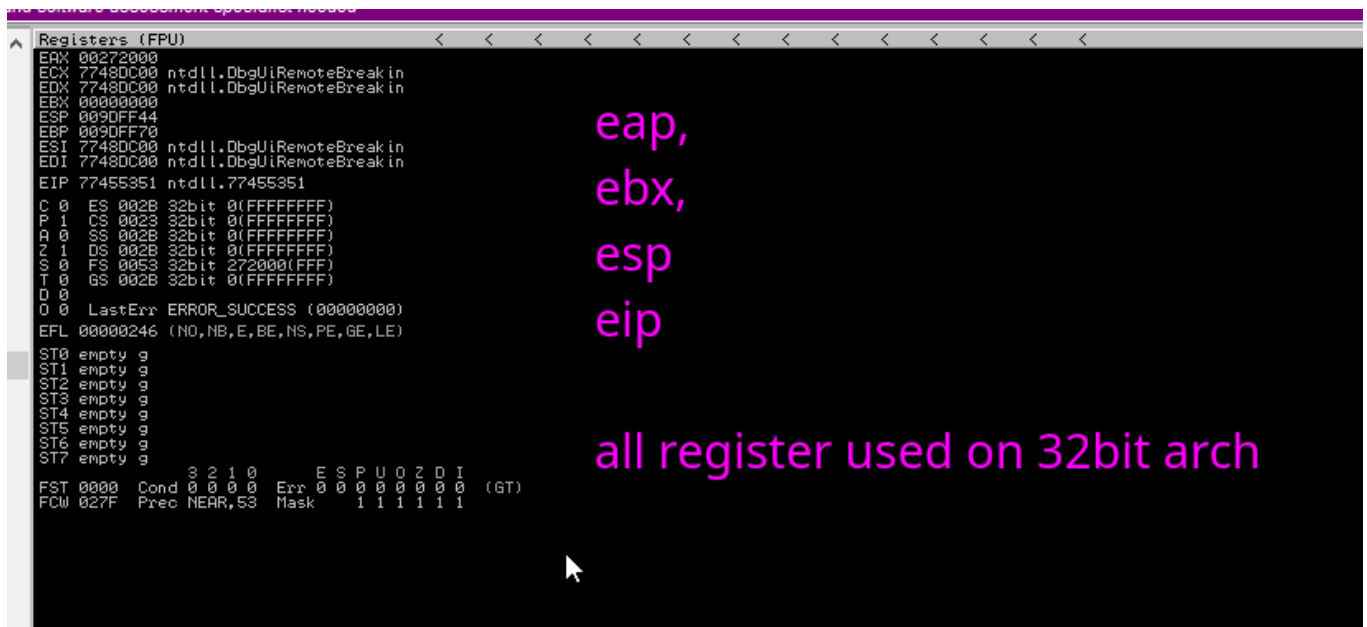 and software assessment specialist needed
Registers (FPU) < < < < < < < < < < < < < <
EAX 00272000
ECX 7748DC00 ntdll.DbgUiRemoteBreakin
EDX 7748DC00 ntdll.DbgUiRemoteBreakin
EBX 00000000
ESP 009DFF44
EBP 009DFF70
ESI 7748DC00 ntdll.DbgUiRemoteBreakin
EDI 7748DC00 ntdll.DbgUiRemoteBreakin
EIP 77455351 ntdll.77455351
C 0 ES 002B 32bit 0(FFFFFFFF)
P 1 CS 0023 32bit 0(FFFFFFFF)
A 0 SS 002B 32bit 0(FFFFFFFF)
Z 1 DS 002B 32bit 0(FFFFFFFF)
S 0 FS 0053 32bit 272000(FFF)
T 0 GS 002B 32bit 0(FFFFFFFF)
D 0
O 0 LastErr ERROR_SUCCESS (00000000)
EFL 00000246 (NO,NB,E,BE,NS,PE,GE,LE)
ST0 empty g
ST1 empty g
ST2 empty g
ST3 empty g
ST4 empty g
ST5 empty g
ST6 empty g
ST7 empty g
3 2 1 0 E S P U O Z D I
FST 0000 Cond 0 0 0 0 Err 0 0 0 0 0 0 0 0 (GT)
FCW 027F Prec NEAR,53 Mask 1 1 1 1 1 1
eap,
ebx,
esp
eip
all register used on 32bit arch